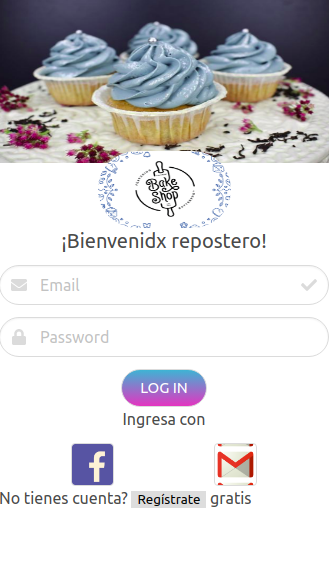 Bake
Shop
¡Bienvenidx repostero!
Email
Password
LOG IN
Ingresa con
f
M
No tienes cuenta? Regístrate gratis